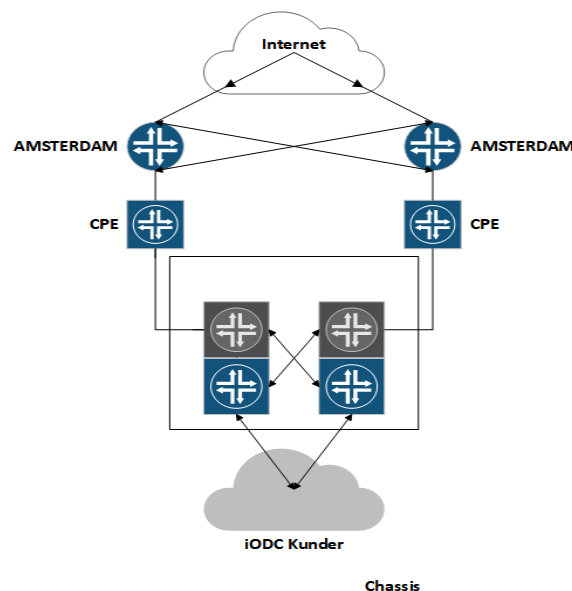 Internet
AMSTERDAM
AMSTERDAM
CPE
CPE
iODC Kunder
Chassis